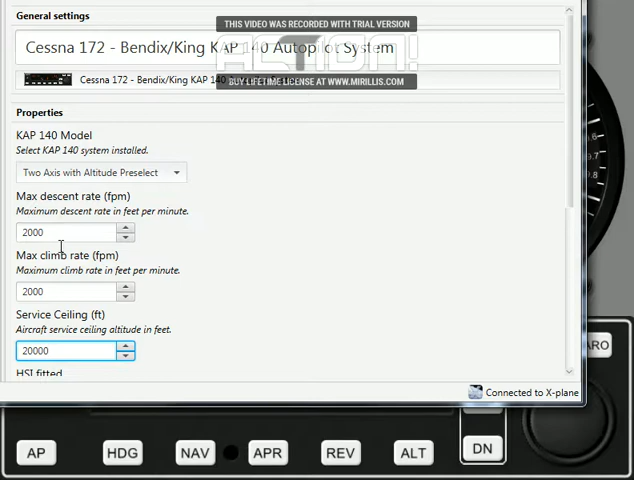 General settings
THIS VIDEO WAS RECORDED WITH TRIAL VERSION
ACTION!
BUY LIFETIME LICENSE AT WWW.MIRILLIS.COM
Cessna 172 - Bendix/King KAP 140 Autopilot System
Cessna 172 - Bendix/King KAP 140
Properties
KAP 140 Model
Select KAP 140 system installed.
Two Axis with Altitude Preselect
Max descent rate (fpm)
Maximum descent rate in feet per minute.
2000
Max climb rate (fpm)
Maximum climb rate in feet per minute.
2000
Service Ceiling (ft)
Aircraft service ceiling altitude in feet.
20000
HSI fitted
Connected to X-plane
ARO
AP
HDG
NAV
APR
REV
ALT
DN